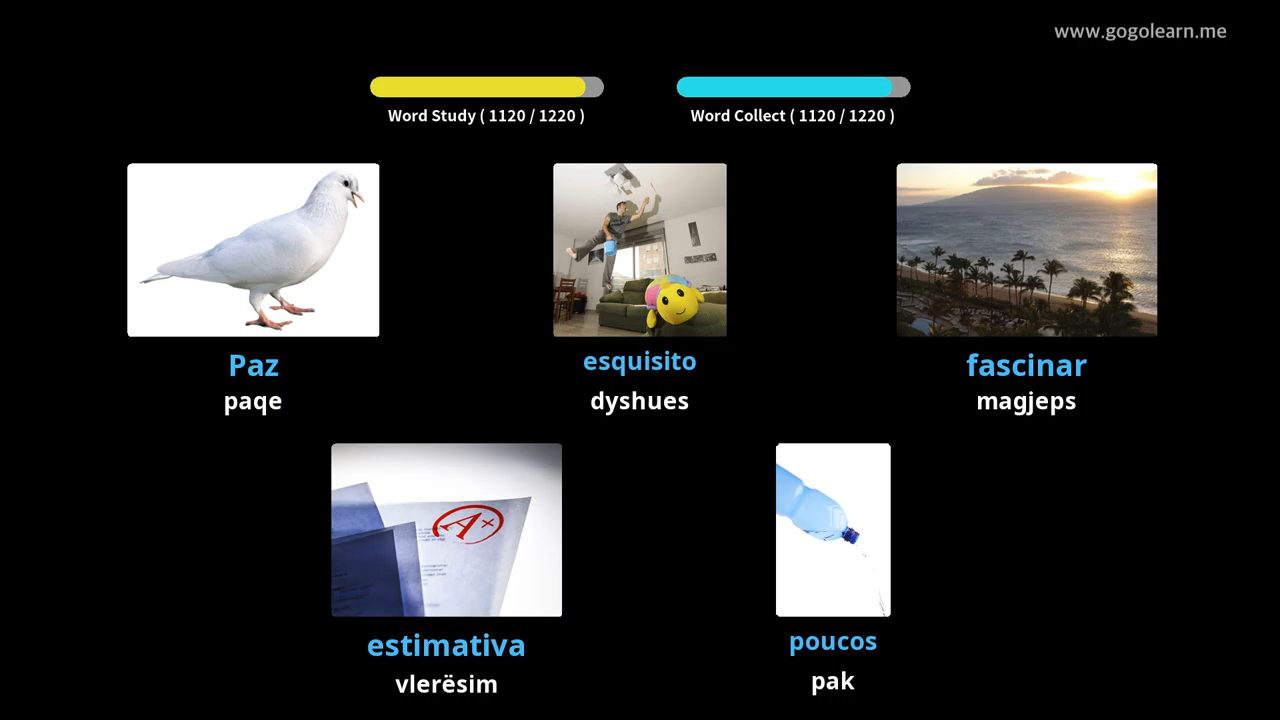 www.gogolearn.me
Word Study ( 1120 / 1220 )
Word Collect ( 1120 / 1220 )
Paz
paqe
esquisito
dyshues
fascinar
magjeps
A+
estimativa
vlerësim
poucos
pak